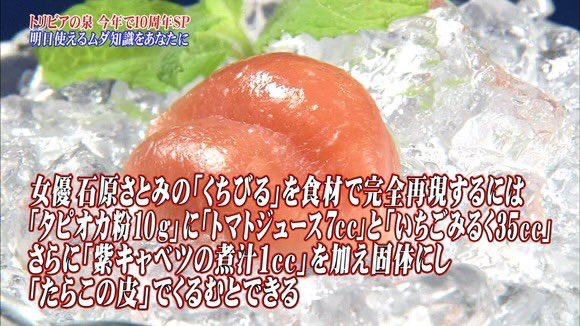 トリビアの泉 今年で10周年SP
明日使えるムダ知識をあなたに
女優 石原さとみの「くちびる」を食材で完全再現するには
「タピオカ粉10g」に「トマトジュース7cc」と「いちごみるく35cc」
さらに「紫キャベツの煮汁1cc」を加え固体にし
「たらこの皮」でくるむとできる